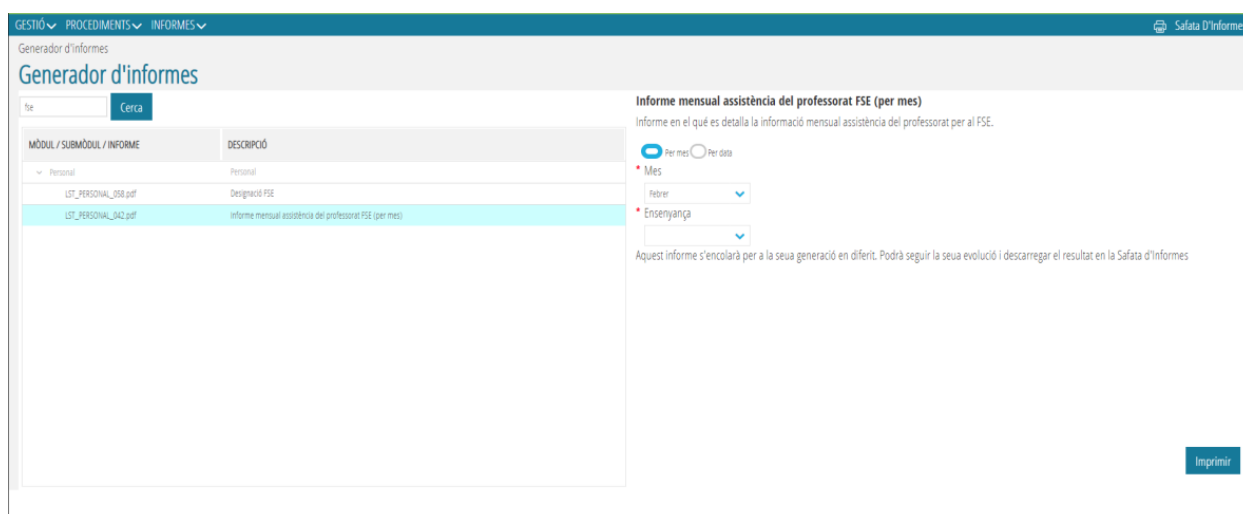 GESTIÓ PROCEDIMENTS INFORMES Safata D'Informe
Generador d'informes
Generador d'informes
fse Cerca
MÒDUL / SUBMÒDUL / INFORME DESCRIPCIÓ
Personal Personal
LST_PERSONAL_058.pdf Designació FSE
LST_PERSONAL_042.pdf Informe mensual assistència del professorat FSE (per mes)
Informe mensual assistència del professorat FSE (per mes)
Informe en el qué es detalla la informació mensual assistència del professorat per al FSE.
Per mes Per data
* Mes
Febrer
* Ensenyança
Aquest informe s'encolarà per a la seua generació en diferit. Podrà seguir la seua evolució i descarregar el resultat en la Safata d'Informes
Imprimir